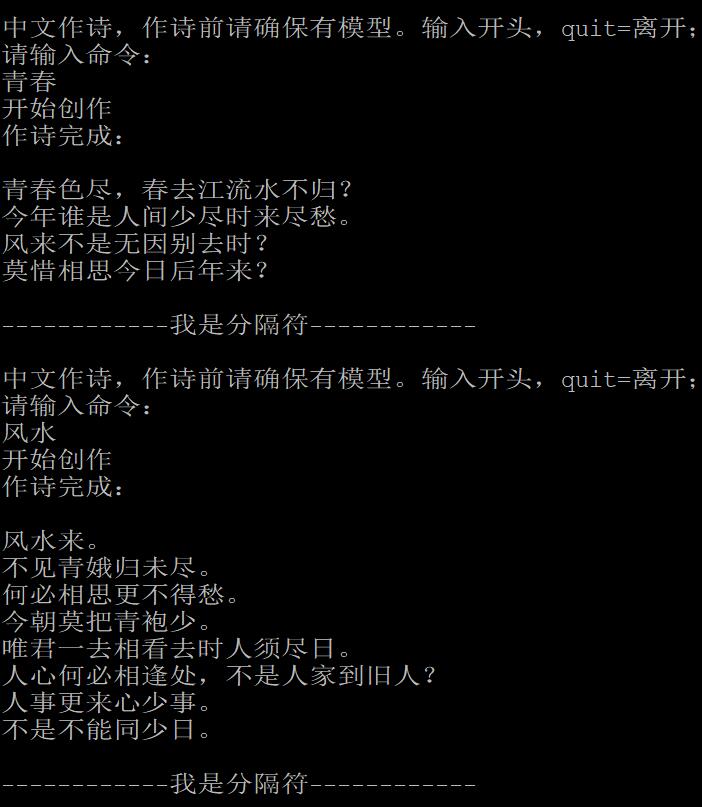 中文作诗，作诗前请确保有模型。输入开头，quit=离开；
请输入命令：
青春
开始创作
作诗完成：
青春色尽，春去江流水不归？
今年谁是人间少尽时来尽愁。
风来不是无因别去时？
莫惜相思今日后年来？
------------我是分隔符------------
中文作诗，作诗前请确保有模型。输入开头，quit=离开；
请输入命令：
风水
开始创作
作诗完成：
风水来。
不见青娥归未尽。
何必相思更不得愁。
今朝莫把青袍少。
唯君一去相看去时人须尽日。
人心何必相逢处，不是人家到旧人？
人事更来心少事。
不是不能同少日。
------------我是分隔符------------